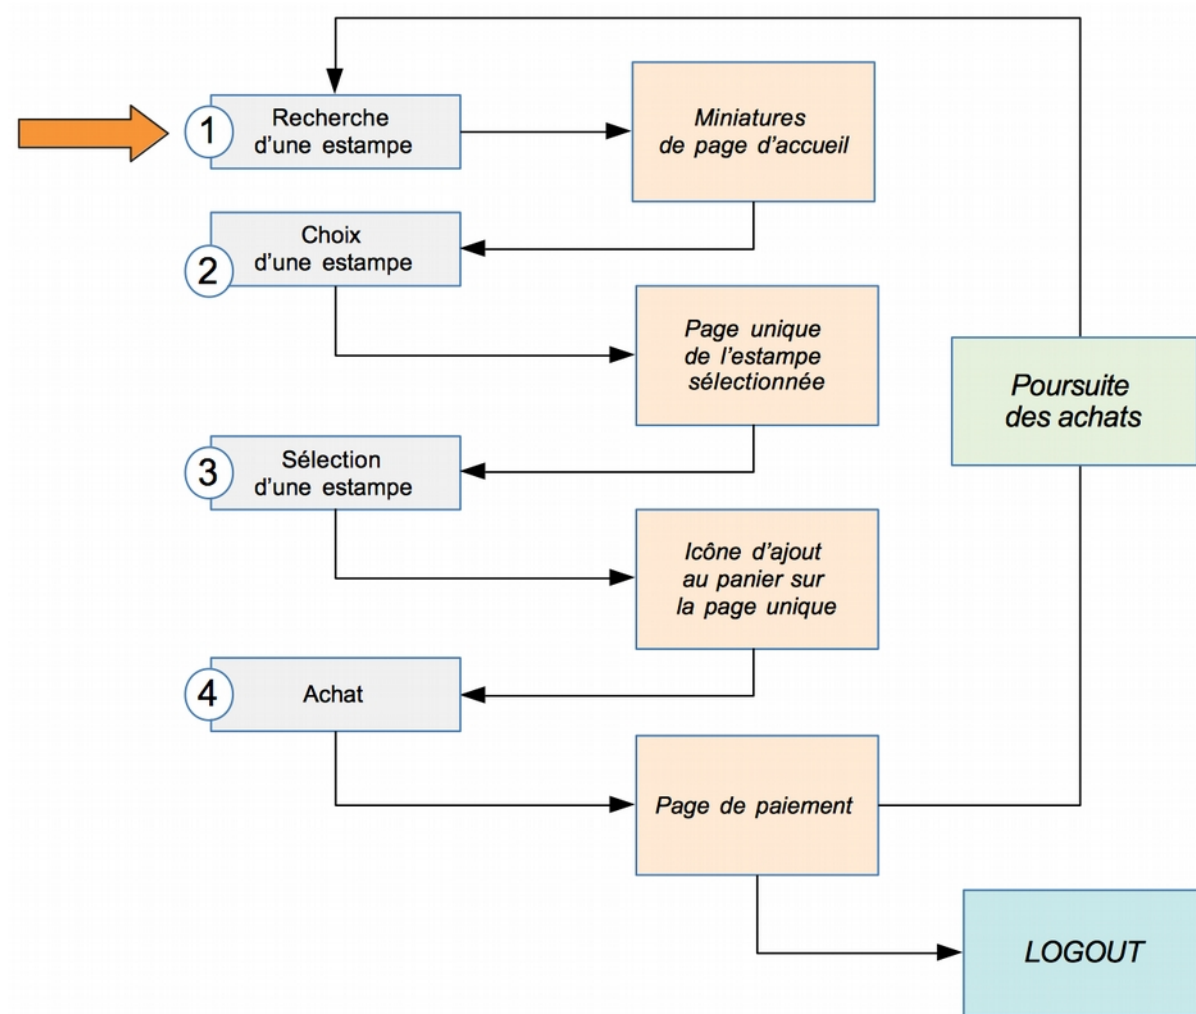 1
Recherche
d'une estampe
Miniatures
de page d'accueil
2
Choix
d'une estampe
Page unique
de l'estampe
sélectionnée
Poursuite
des achats
3
Sélection
d'une estampe
Icône d'ajout
au panier sur
la page unique
4
Achat
Page de paiement
LOGOUT